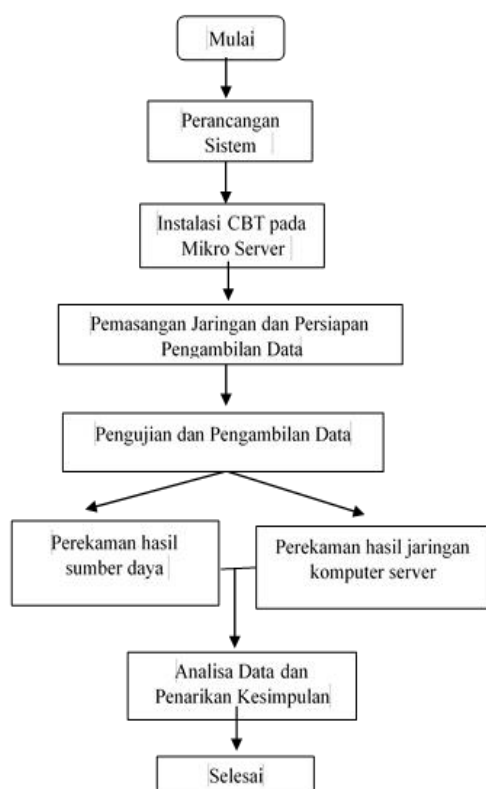 Mulai
Perancangan
Sistem
Instalasi CBT pada
Mikro Server
Pemasangan Jaringan dan Persiapan
Pengambilan Data
Pengujian dan Pengambilan Data
Perekaman hasil
sumber daya
Perekaman hasil jaringan
komputer server
Analisa Data dan
Penarikan Kesimpulan
Selesai